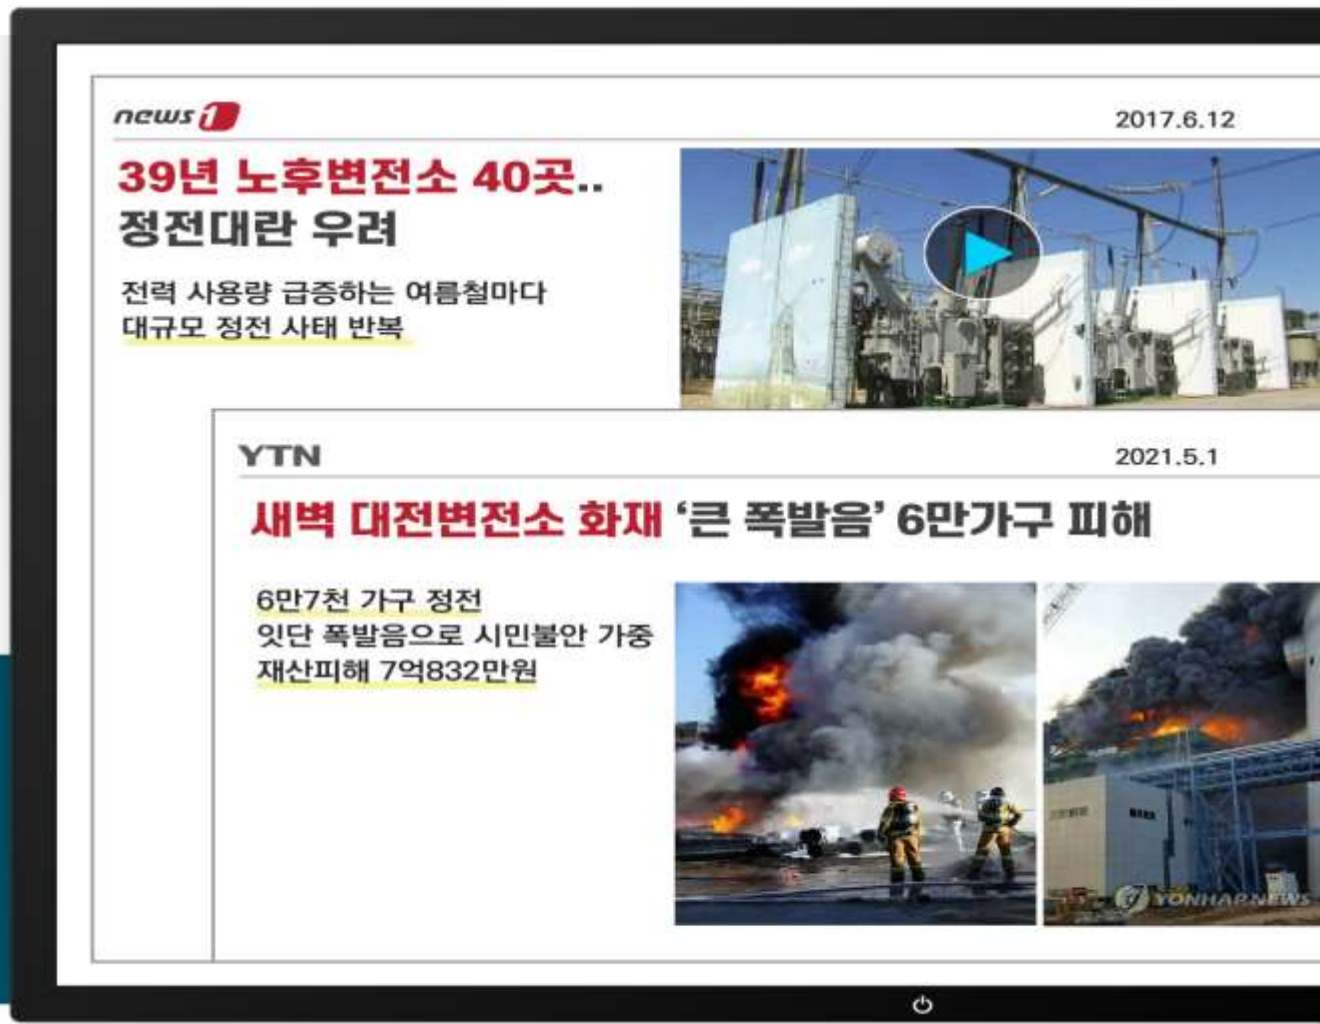 news1
2017.6.12
39년 노후변전소 40곳..
정전대란 우려
전력 사용량 급증하는 여름철마다
대규모 정전 사태 반복
YTN
2021.5.1
새벽 대전변전소 화재 ‘큰 폭발음’ 6만가구 피해
6만7천 가구 정전
잇단 폭발음으로 시민불안 가중
재산피해 7억832만원
YONHAPNEWS